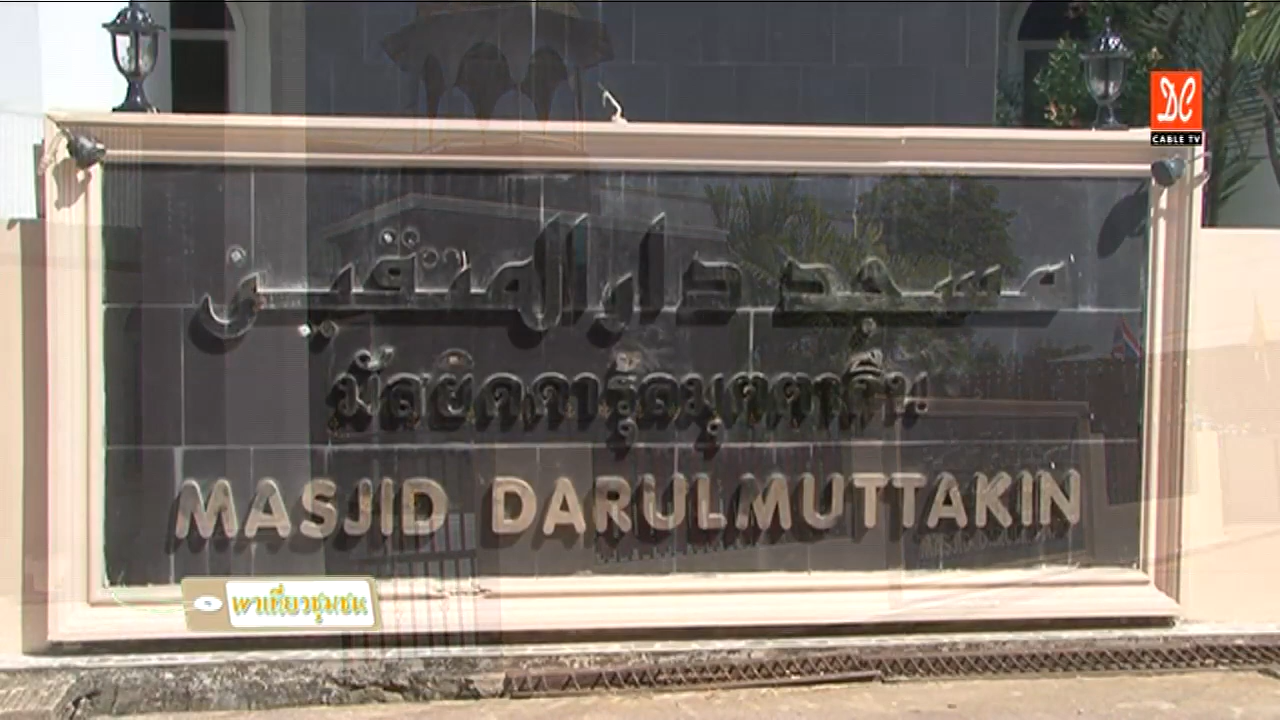 DC
CABLE TV
مسجد دار المتقين
มัสยิดดารุ้ลมุตตากีน
MASJID DARULMUTTAKIN
พาเที่ยวชุมชน